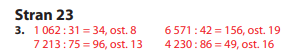 Stran 23
3. 1 062 : 31 = 34, ost. 8 6 571 : 42 = 156, ost. 19
7 213 : 75 = 96, ost. 13 4 230 : 86 = 49, ost. 16